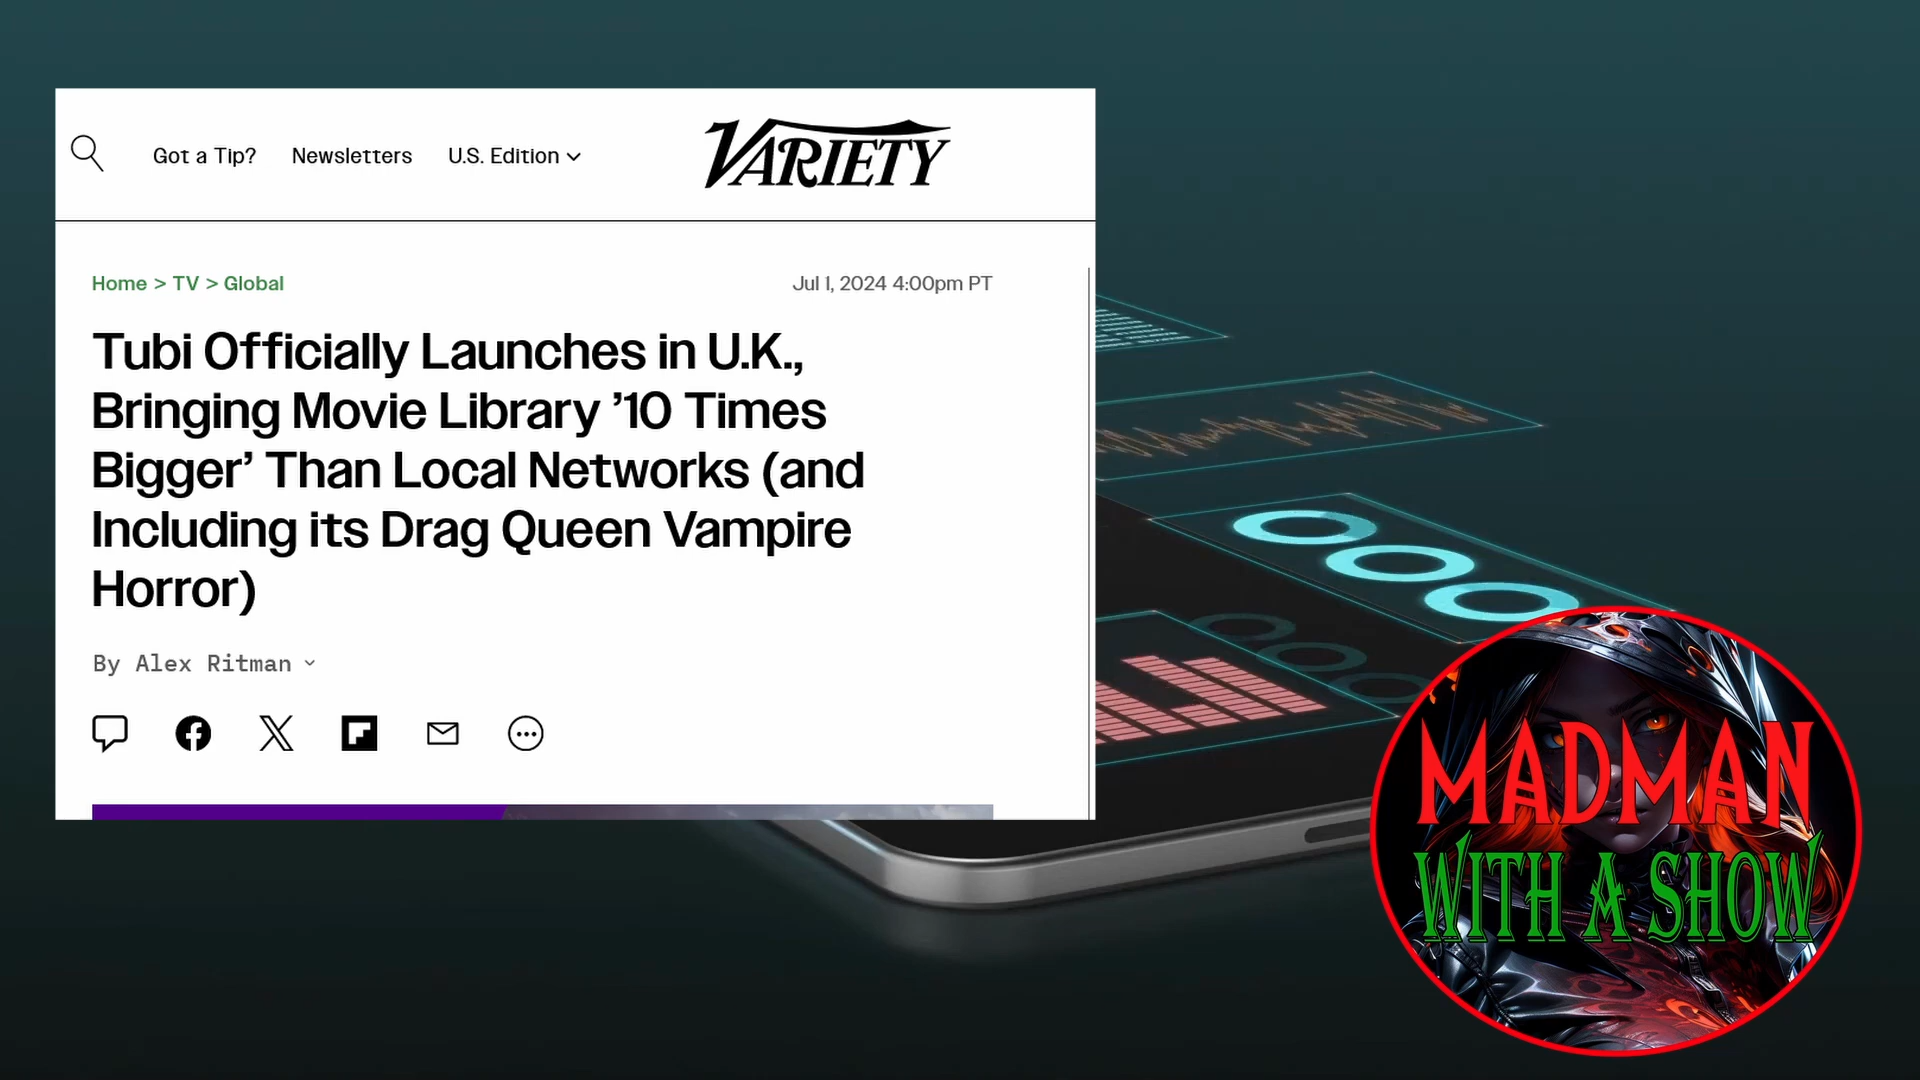 Got a Tip? Newsletters U.S. Edition VARIETY
Home > TV > Global Jul 1, 2024 4:00pm PT
Tubi Officially Launches in U.K.,
Bringing Movie Library ’10 Times
Bigger’ Than Local Networks (and
Including its Drag Queen Vampire
Horror)
By Alex Ritman
MADMAN
WITH A SHOW